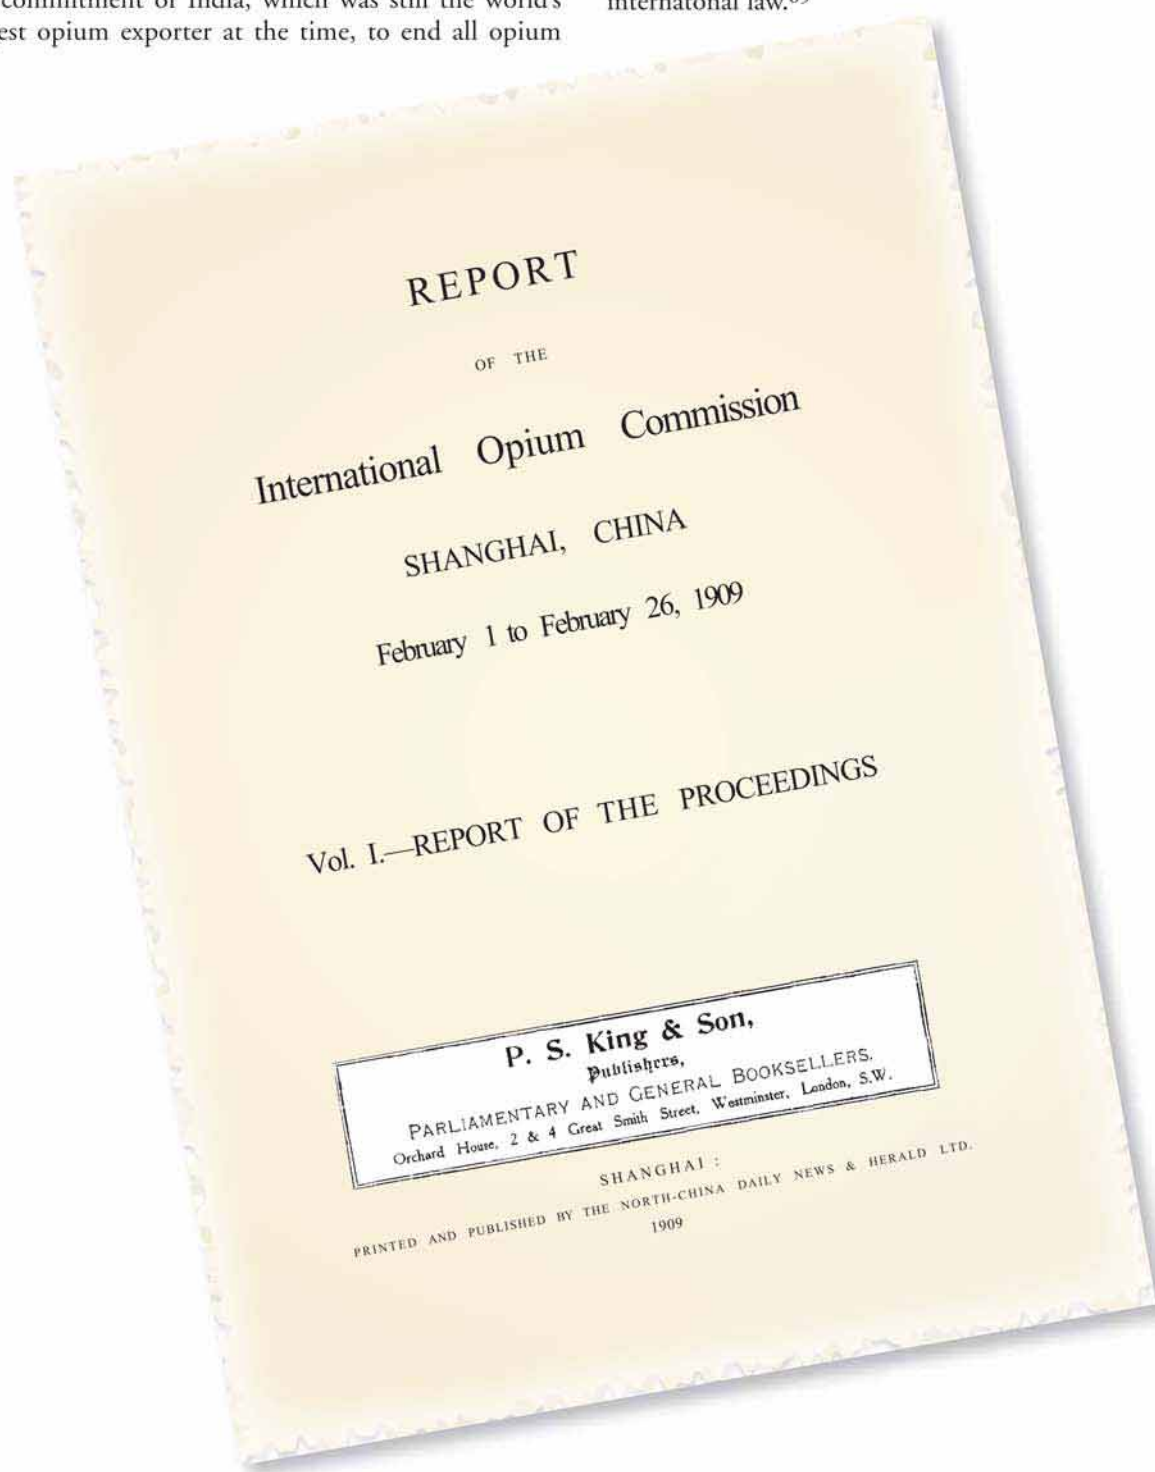 commitment of India, which was still the world's
est opium exporter at the time, to end all opium
internatonal law.
REPORT
OF THE
International Opium Commission
SHANGHAI, CHINA
February 1 to February 26, 1909
Vol. I.—REPORT OF THE PROCEEDINGS
P. S. King & Son,
Publishers,
PARLIAMENTARY AND GENERAL BOOKSELLERS.
Orchard House, 2 & 4 Great Smith Street, Westminster, London, S.W.
SHANGHAI :
PRINTED AND PUBLISHED BY THE NORTH-CHINA DAILY NEWS & HERALD LTD.
1909